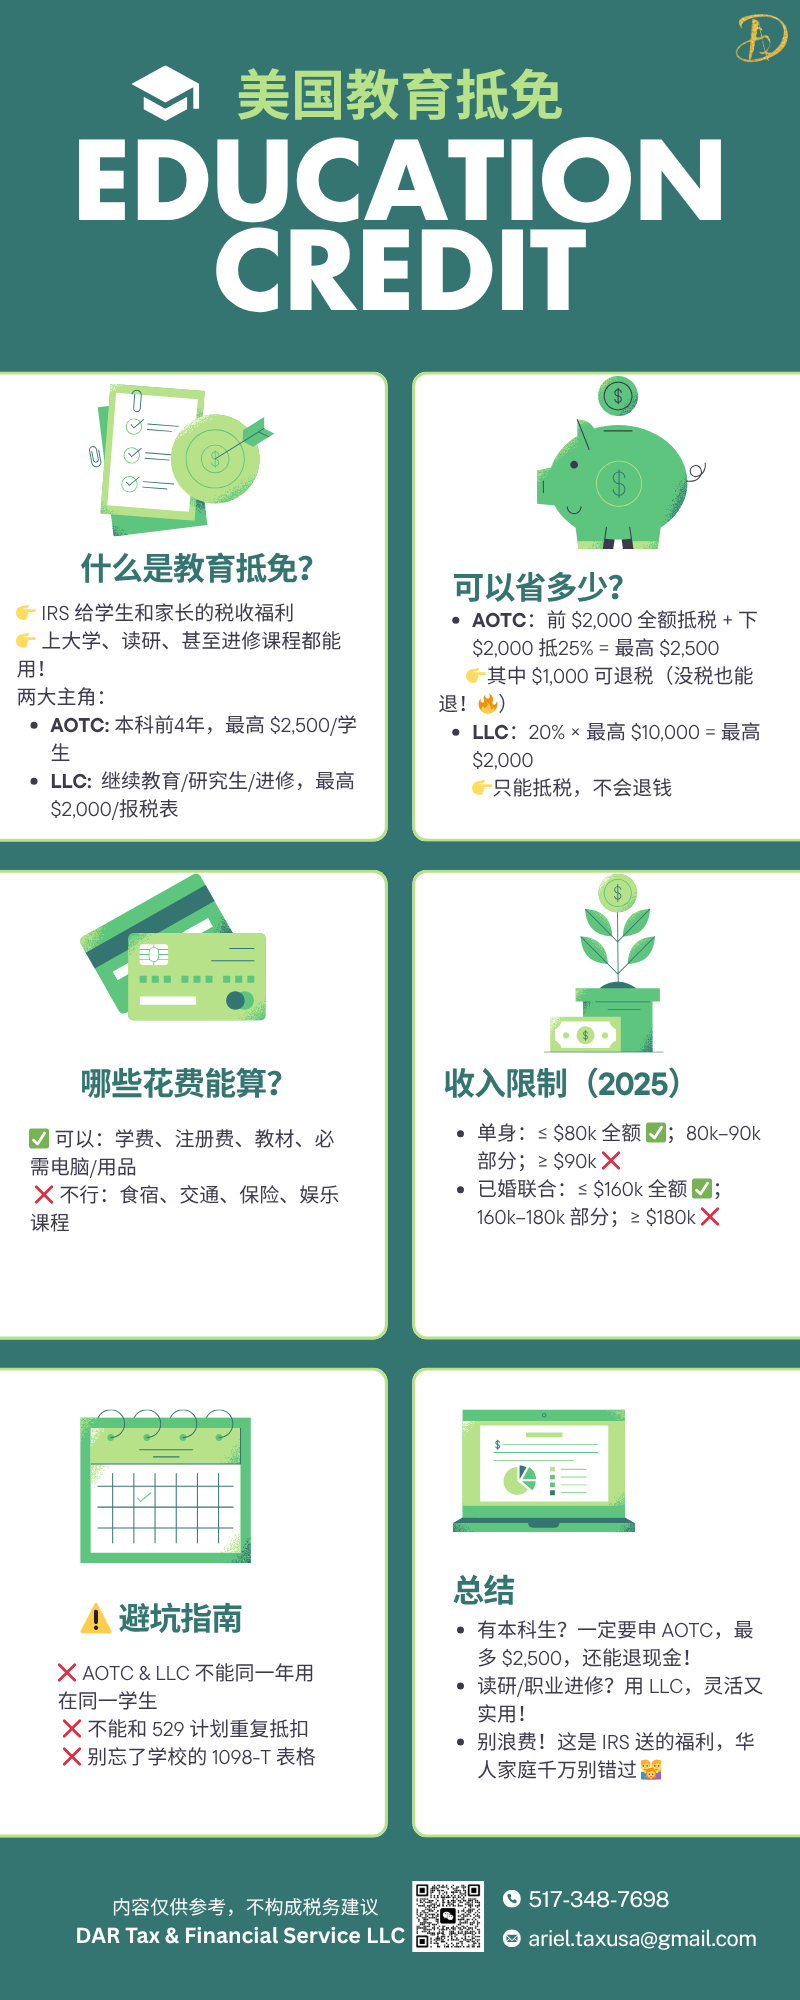 美国教育抵免
EDUCATION
CREDIT
什么是教育抵免？
👉 IRS 给学生和家长的税收福利
👉 上大学、读研、甚至进修课程都能
用！
两大主角：
• AOTC: 本科前4年，最高 $2,500/学
生
• LLC: 继续教育/研究生/进修，最高
$2,000/报税表
可以省多少？
• AOTC：前 $2,000 全额抵税 + 下
$2,000 抵25% = 最高 $2,500
👉其中 $1,000 可退税（没税也能
退！🔥）
• LLC：20% × 最高 $10,000 = 最高
$2,000
👉只能抵税，不会退钱
哪些花费能算？
✅ 可以：学费、注册费、教材、必
需电脑/用品
❌ 不行：食宿、交通、保险、娱乐
课程
收入限制（2025）
• 单身：≤ $80k 全额 ✅；80k–90k
部分；≥ $90k ❌
• 已婚联合：≤ $160k 全额 ✅；
160k–180k 部分；≥ $180k ❌
⚠️ 避坑指南
❌ AOTC & LLC 不能同一年用
在同一学生
❌ 不能和 529 计划重复抵扣
❌ 别忘了学校的 1098-T 表格
总结
• 有本科生？一定要申 AOTC，最
多 $2,500，还能退现金！
• 读研/职业进修？用 LLC，灵活又
实用！
• 别浪费！这是 IRS 送的福利，华
人家庭千万别错过 👨‍👩‍👧
内容仅供参考，不构成税务建议
DAR Tax & Financial Service LLC
517-348-7698
ariel.taxusa@gmail.com